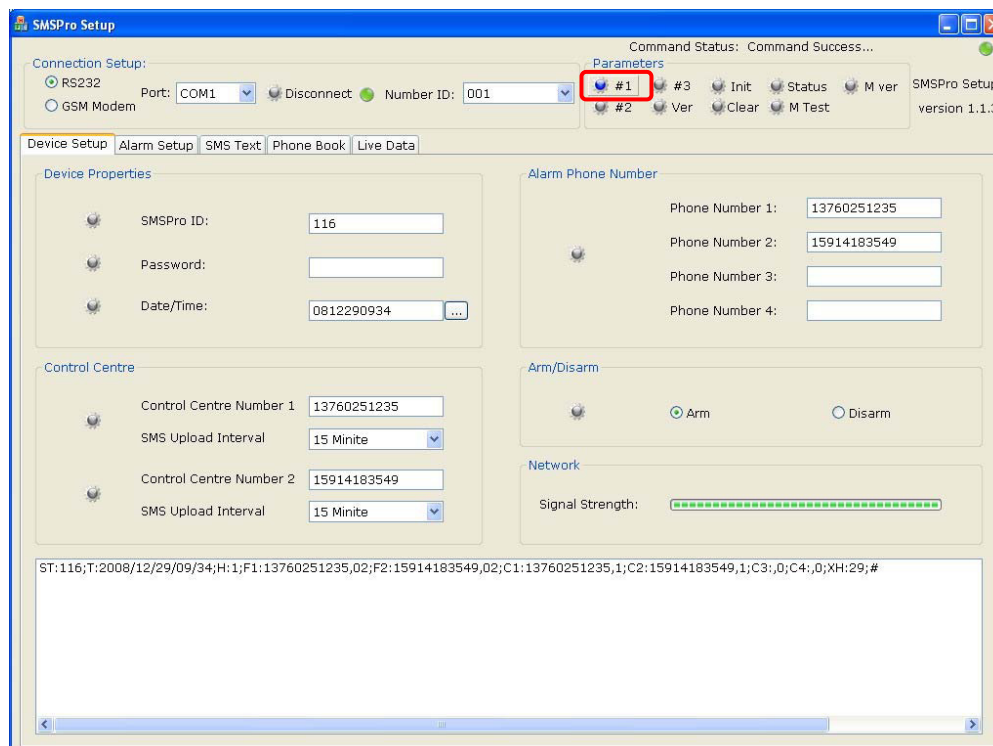 SMSPro Setup
Command Status: Command Success...
Connection Setup:
Parameters
RS232
Port: COM1 Disconnect Number ID: 001
GSM Modem
#1 #3 Init Status M ver
#2 Ver Clear M Test
SMSPro Setup
version 1.1.3
Device Setup Alarm Setup SMS Text Phone Book Live Data
Device Properties
SMSPro ID: 116
Password:
Date/Time: 0812290934 ...
Alarm Phone Number
Phone Number 1: 13760251235
Phone Number 2: 15914183549
Phone Number 3:
Phone Number 4:
Control Centre
Control Centre Number 1 13760251235
SMS Upload Interval 15 Minite
Control Centre Number 2 15914183549
SMS Upload Interval 15 Minite
Arm/Disarm
Arm Disarm
Network
Signal Strength:
ST:116;T:2008/12/29/09/34;H:1;F1:13760251235,02;F2:15914183549,02;C1:13760251235,1;C2:15914183549,1;C3:,0;C4:,0;XH:29;#